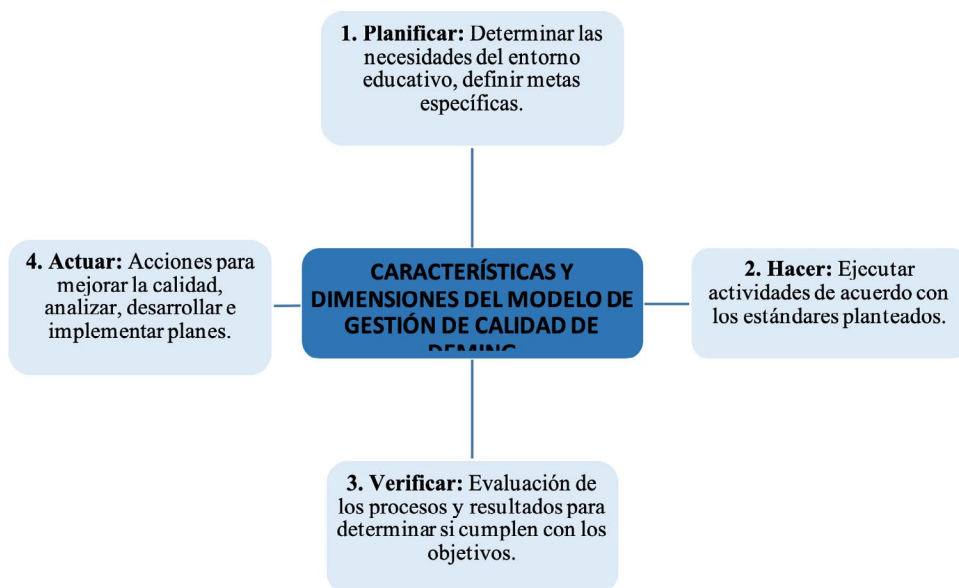 1. Planificar: Determinar las
necesidades del entorno
educativo, definir metas
específicas.
4. Actuar: Acciones para
mejorar la calidad,
analizar, desarrollar e
implementar planes.
CARACTERÍSTICAS Y
DIMENSIONES DEL MODELO DE
GESTIÓN DE CALIDAD DE
DEMING
2. Hacer: Ejecutar
actividades de acuerdo con
los estándares planteados.
3. Verificar: Evaluación de
los procesos y resultados para
determinar si cumplen con los
objetivos.